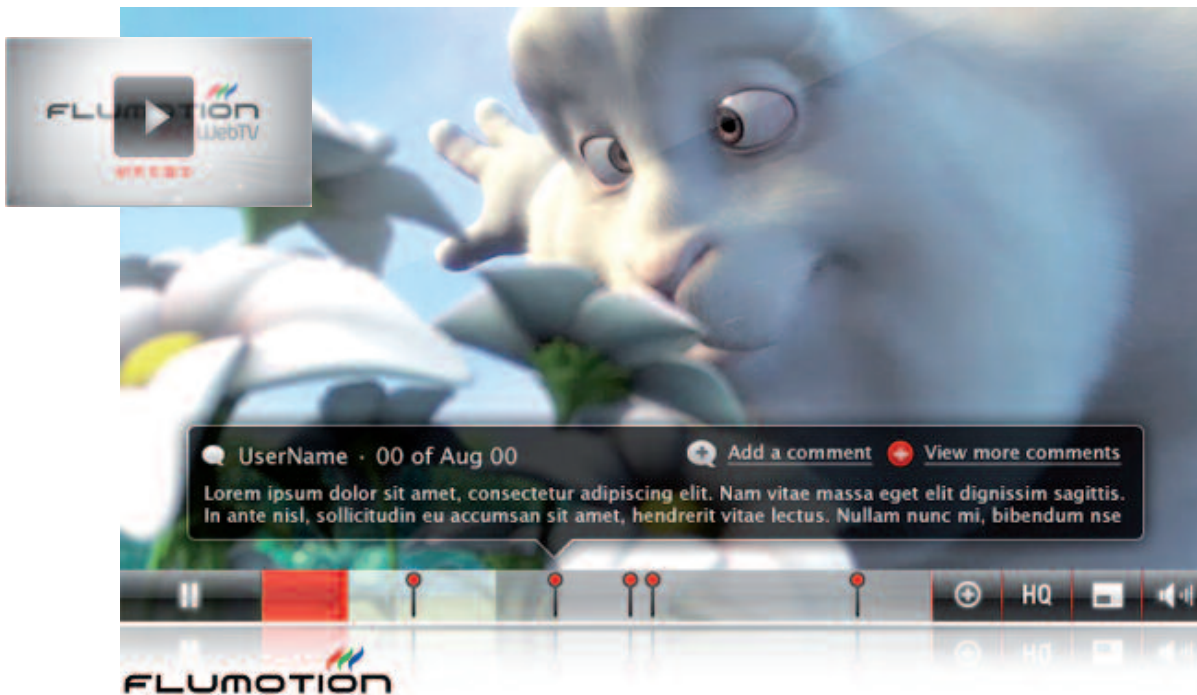 FLUMOTION
WebTV
UserName · 00 of Aug 00
Add a comment
View more comments
Lorem ipsum dolor sit amet, consectetur adipiscing elit. Nam vitae massa eget elit dignissim sagittis.
In ante nisl, sollicitudin eu accumsan sit amet, hendrerit vitae lectus. Nullam nunc mi, bibendum nse
HQ
FLUMOTION